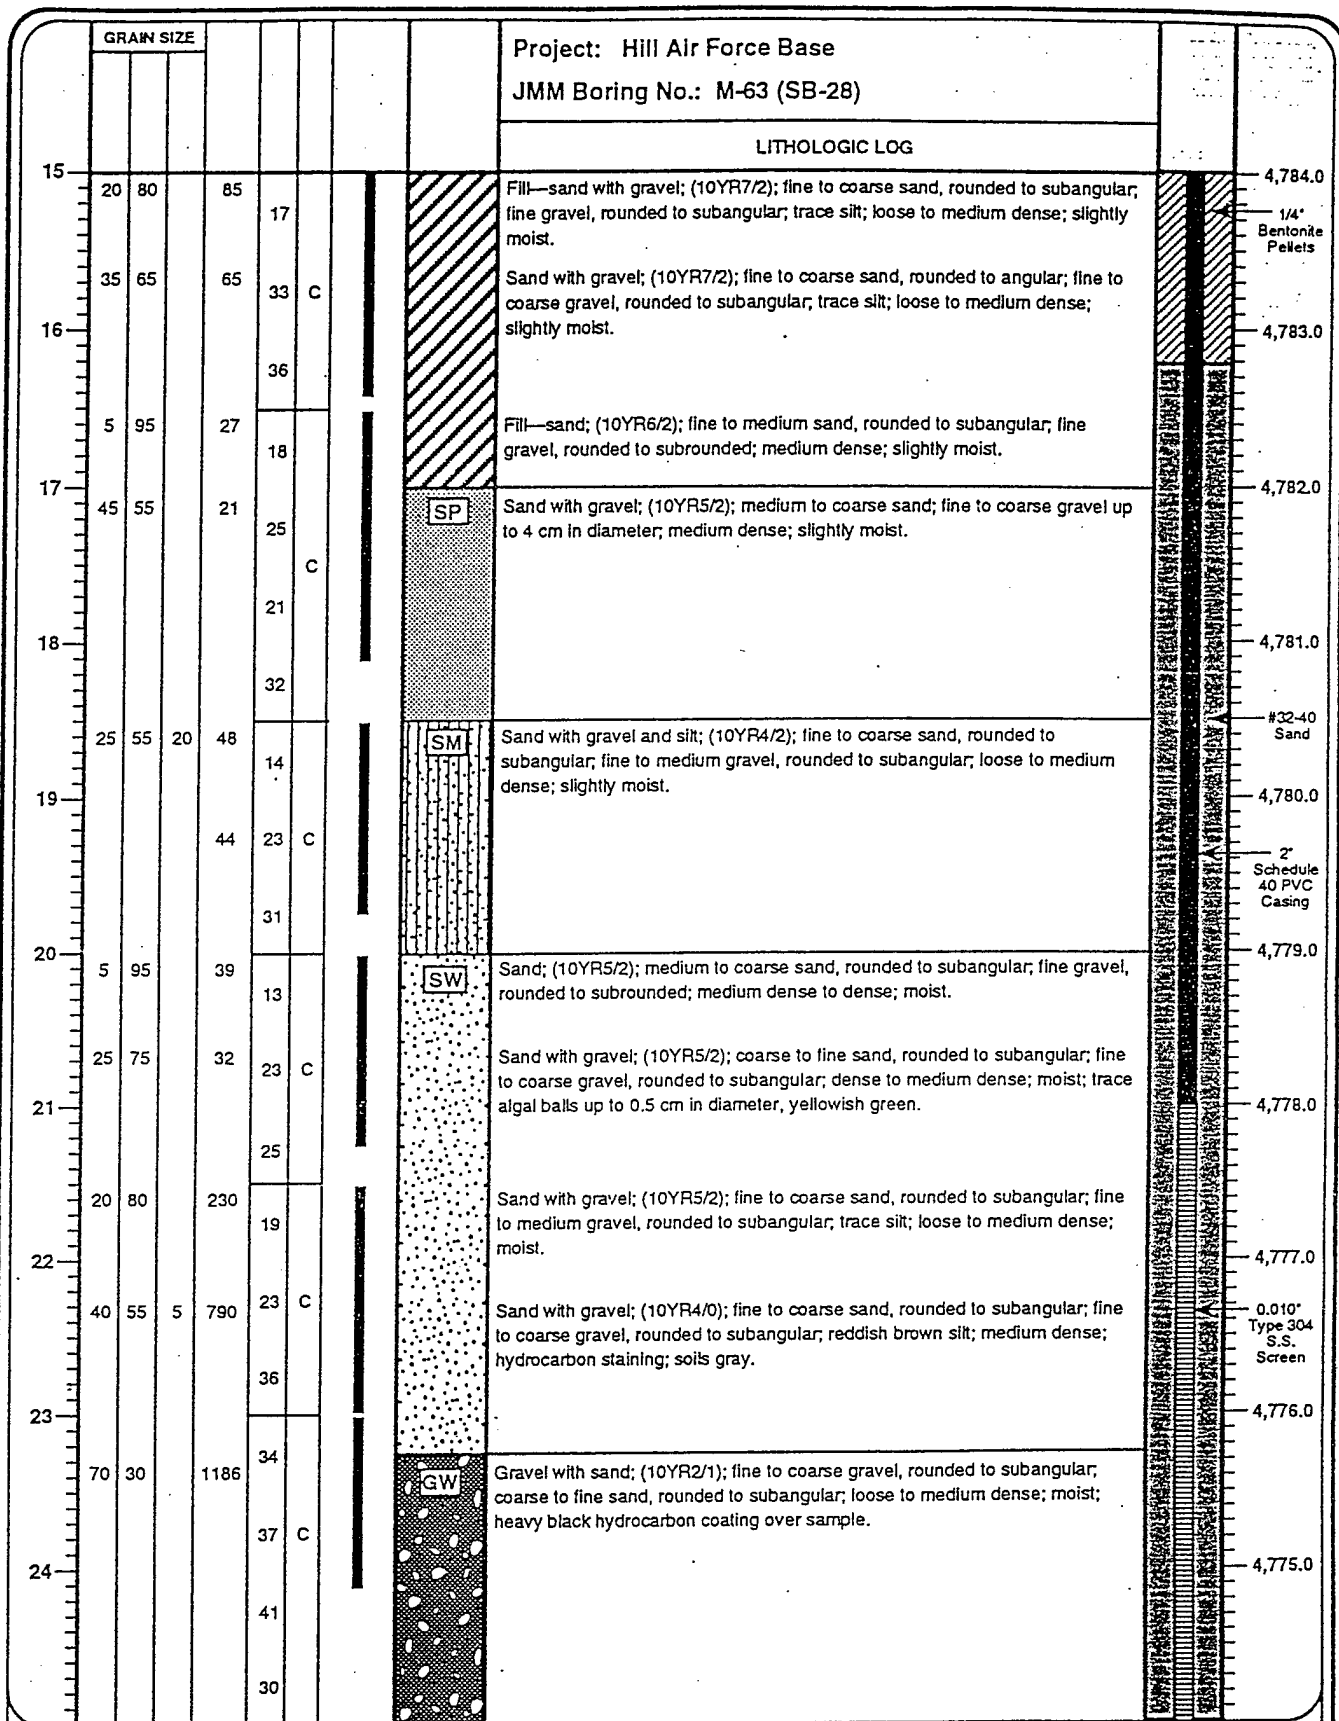 GRAIN SIZE
Project: Hill Air Force Base
JMM Boring No.: M-63 (SB-28)
LITHOLOGIC LOG
15
20 80 85
17
Fill—sand with gravel; (10YR7/2); fine to coarse sand, rounded to subangular;
fine gravel, rounded to subangular; trace silt; loose to medium dense; slightly
moist.
4,784.0
1/4"
Bentonite
Pellets
35 65 65
33 C
Sand with gravel; (10YR7/2); fine to coarse sand, rounded to angular; fine to
coarse gravel, rounded to subangular; trace silt; loose to medium dense;
slightly moist.
16
4,783.0
36
5 95 27
18
Fill—sand; (10YR6/2); fine to medium sand, rounded to subangular; fine
gravel, rounded to subrounded; medium dense; slightly moist.
17
4,782.0
45 55 21
25
SP
Sand with gravel; (10YR5/2); medium to coarse sand; fine to coarse gravel up
to 4 cm in diameter; medium dense; slightly moist.
C
21
18
4,781.0
32
#32-40
Sand
25 55 20 48
14
SM
Sand with gravel and silt; (10YR4/2); fine to coarse sand, rounded to
subangular; fine to medium gravel, rounded to subangular; loose to medium
dense; slightly moist.
19
4,780.0
44 23 C
2"
Schedule
40 PVC
Casing
31
20
4,779.0
5 95 39
13
SW
Sand; (10YR5/2); medium to coarse sand, rounded to subangular; fine gravel,
rounded to subrounded; medium dense to dense; moist.
25 75 32 23 C
Sand with gravel; (10YR5/2); coarse to fine sand, rounded to subangular; fine
to coarse gravel, rounded to subangular; dense to medium dense; moist; trace
algal balls up to 0.5 cm in diameter, yellowish green.
21
4,778.0
25
20 80 230
19
Sand with gravel; (10YR5/2); fine to coarse sand, rounded to subangular; fine
to medium gravel, rounded to subangular; trace silt; loose to medium dense;
moist.
22
4,777.0
40 55 5 790 23 C
Sand with gravel; (10YR4/0); fine to coarse sand, rounded to subangular; fine
to coarse gravel, rounded to subangular; reddish brown silt; medium dense;
hydrocarbon staining; soils gray.
0.010"
Type 304
S.S.
Screen
36
23
4,776.0
34
70 30 1186
GW
Gravel with sand; (10YR2/1); fine to coarse gravel, rounded to subangular;
coarse to fine sand, rounded to subangular; loose to medium dense; moist;
heavy black hydrocarbon coating over sample.
37 C
24
4,775.0
41
30